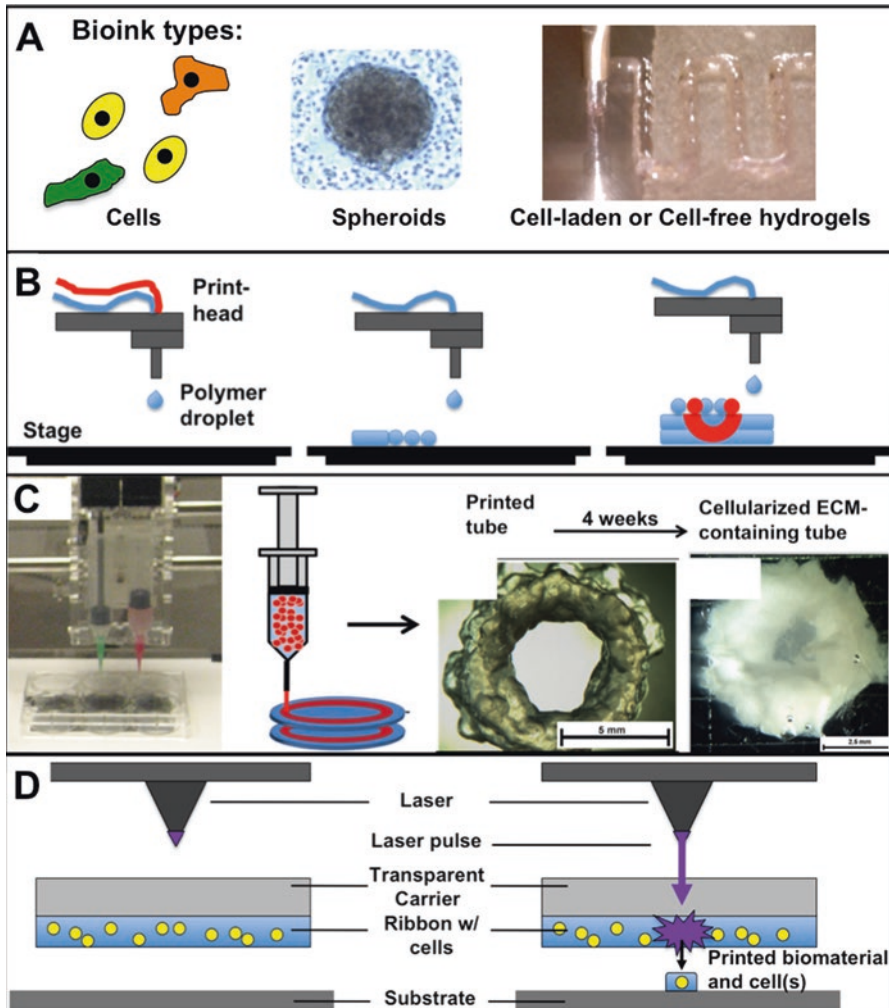 A
Bioink types:
Cells
Spheroids
Cell-laden or Cell-free hydrogels
B
Print-
head
Polymer
droplet
Stage
C
Printed
tube
4 weeks
Cellularized ECM-
containing tube
5 mm
2.5 mm
D
Laser
Laser pulse
Transparent
Carrier
Ribbon w/
cells
Printed biomaterial
and cell(s)
Substrate